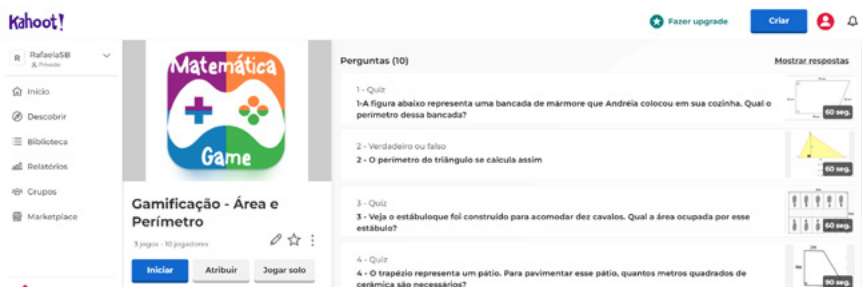 Kahoot!
Fazer upgrade
Criar
R
RafaelaSB
Privado
Início
Descobrir
Biblioteca
Relatórios
Grupos
Marketplace
Matemática
Game
Gamificação - Área e
Perímetro
3 jogos - 10 jogadores
Iniciar
Atribuir
Jogar solo
Perguntas (10)
Mostrar respostas
1 - Quiz
1-A figura abaixo representa uma bancada de mármore que Andréia colocou em sua cozinha. Qual o
perímetro dessa bancada?
60 seg.
2 - Verdadeiro ou falso
2 - O perímetro do triângulo se calcula assim
60 seg.
3 - Quiz
3 - Veja o estábuloque foi construído para acomodar dez cavalos. Qual a área ocupada por esse
estábulo?
60 seg.
4 - Quiz
4 - O trapézio representa um pátio. Para pavimentar esse pátio, quantos metros quadrados de
cerâmica são necessários?
90 seg.